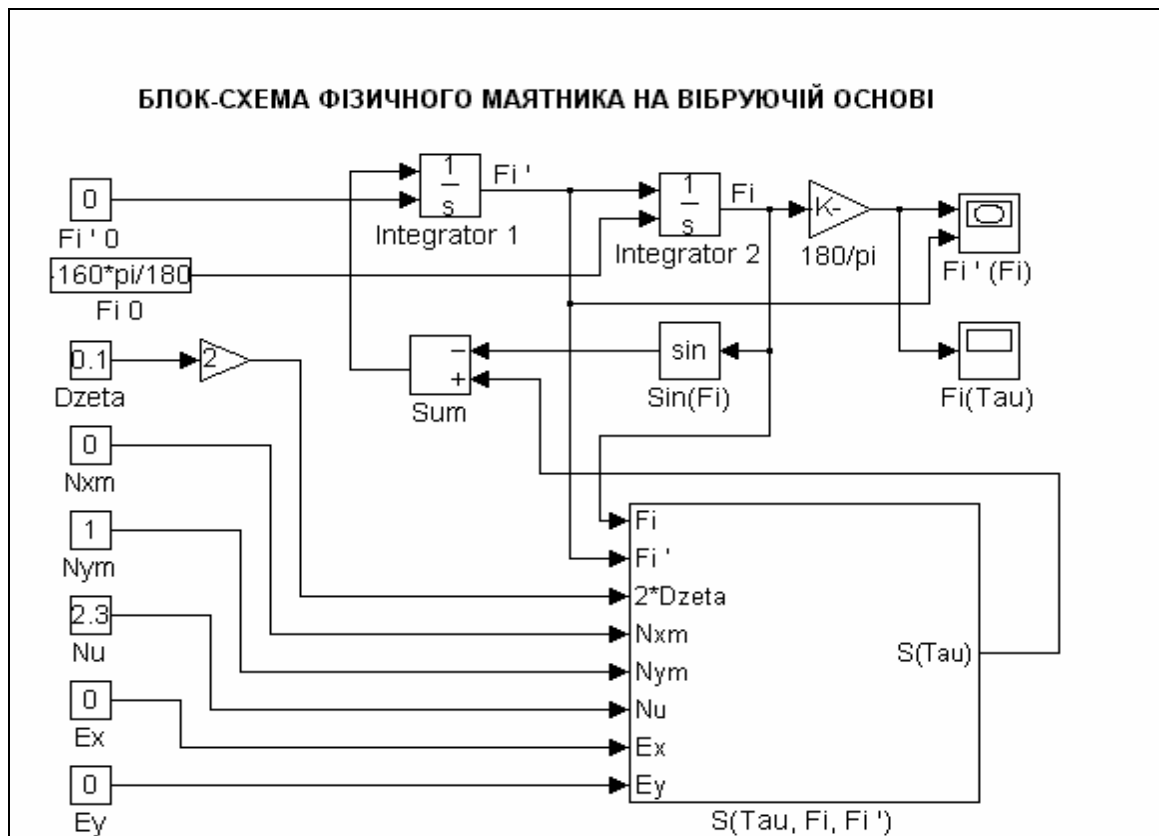 БЛОК-СХЕМА ФІЗИЧНОГО МАЯТНИКА НА ВІБРУЮЧІЙ ОСНОВІ
0
Fi ' 0
1
s
Integrator 1
Fi '
1
s
Integrator 2
Fi
K-
180/pi
Fi ' (Fi)
-160*pi/180
Fi 0
0.1
Dzeta
2
−
+
Sum
sin
Sin(Fi)
Fi(Tau)
0
Nxm
1
Nym
2.3
Nu
0
Ex
0
Ey
Fi
Fi '
2*Dzeta
Nxm
Nym
Nu
Ex
Ey
S(Tau)
S(Tau, Fi, Fi ')